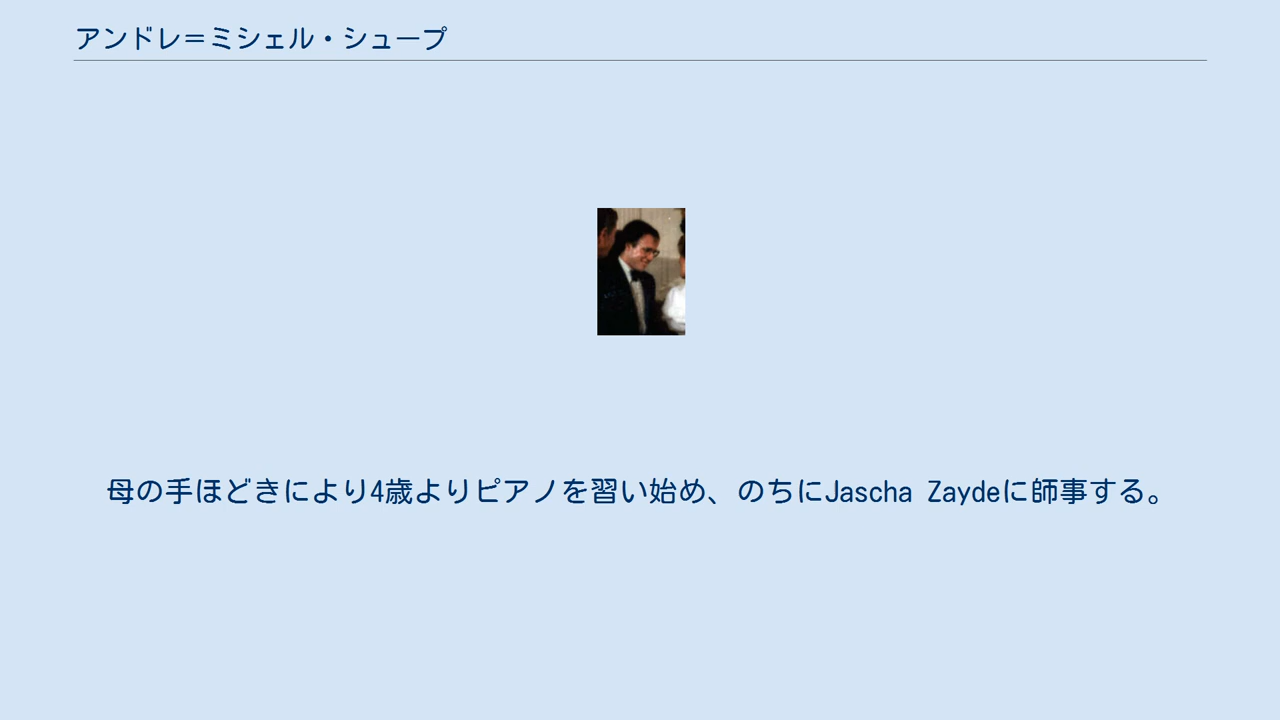 アンドレ＝ミシェル・シューブ
母の手ほどきにより4歳よりピアノを習い始め、のちにJascha Zaydeに師事する。